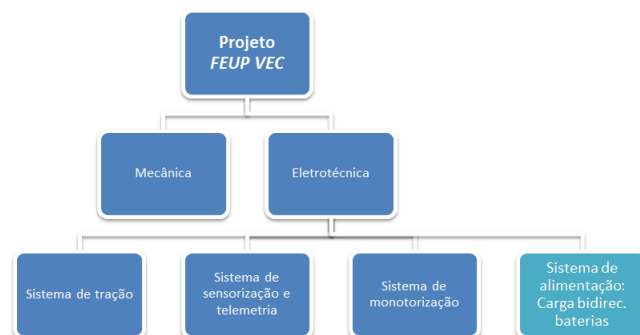 Projeto
FEUP VEC
Mecânica
Eletrotécnica
Sistema de tração
Sistema de
sensorização e
telemetria
Sistema de
monotorização
Sistema de
alimentação:
Carga bidirec.
baterias